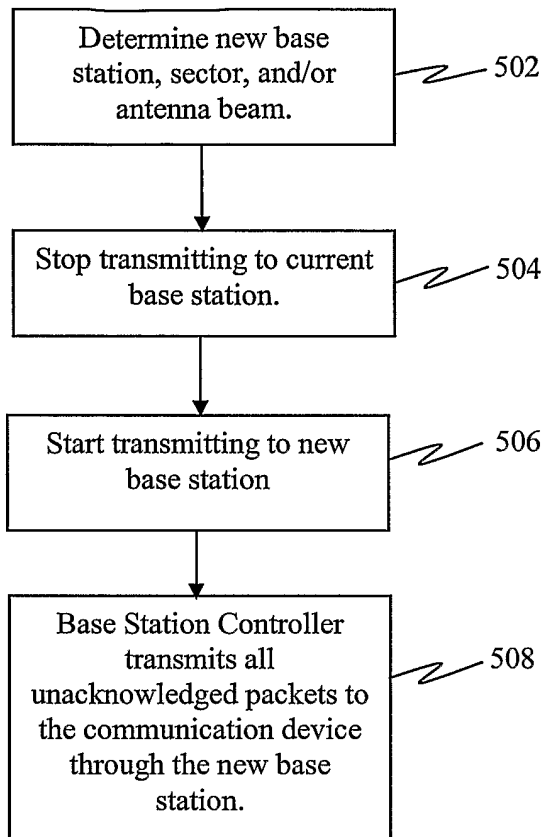 Determine new base
station, sector, and/or
antenna beam.
502
Stop transmitting to current
base station.
504
Start transmitting to new
base station
506
Base Station Controller
transmits all
unacknowledged packets to
the communication device
through the new base
station.
508